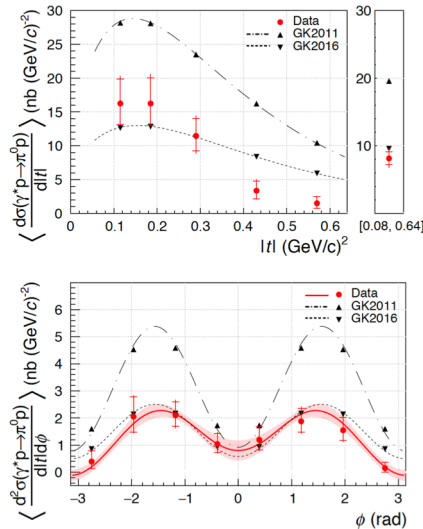 ⟨ dσ(γ*p→π⁰p) / d|t| ⟩ (nb (GeV/c)⁻²)
30
25
20
15
10
5
0
Data
GK2011
GK2016
0 0.1 0.2 0.3 0.4 0.5 0.6
|t| (GeV/c)²
[0.08, 0.64]
⟨ d²σ(γ*p→π⁰p) / d|t|dϕ ⟩ (nb (GeV/c)⁻²)
6
5
4
3
2
1
0
Data
GK2011
GK2016
−3 −2 −1 0 1 2 3
ϕ (rad)